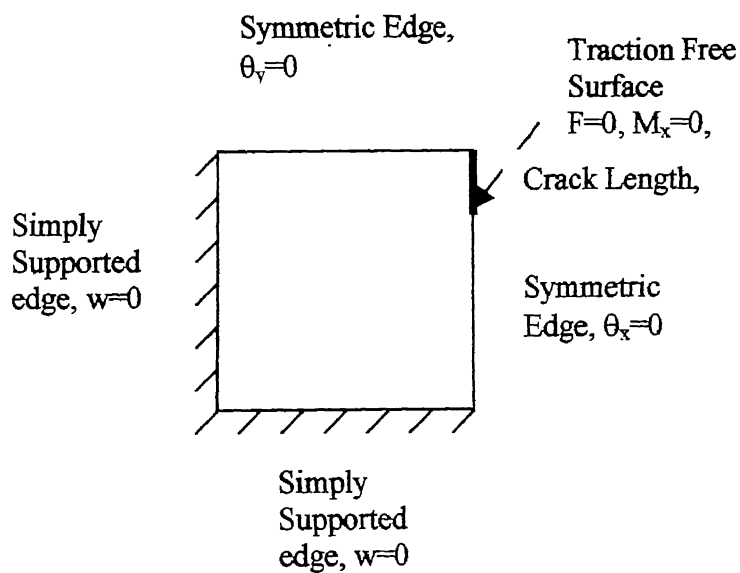 Symmetric Edge,
θy=0
Traction Free
Surface
F=0, Mx=0,
Crack Length,
Simply
Supported
edge, w=0
Symmetric
Edge, θx=0
Simply
Supported
edge, w=0